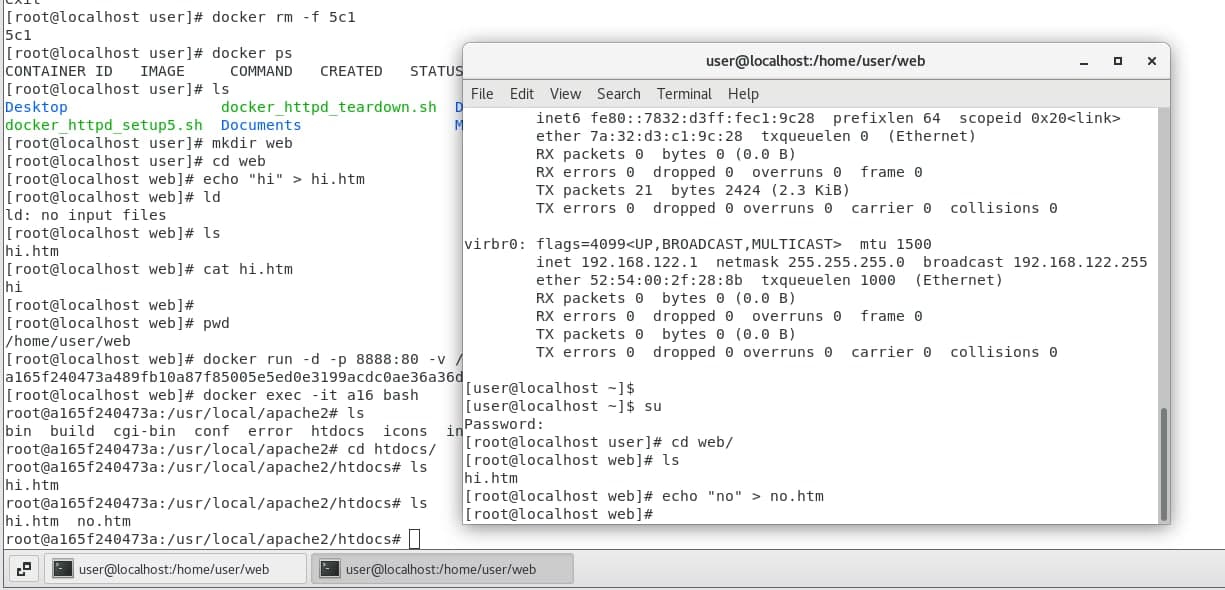 exit
[root@localhost user]# docker rm -f 5c1
5c1
[root@localhost user]# docker ps
CONTAINER ID   IMAGE     COMMAND   CREATED   STATUS
[root@localhost user]# ls
Desktop                 docker_httpd_teardown.sh  D
docker_httpd_setup5.sh  Documents                 M
[root@localhost user]# mkdir web
[root@localhost user]# cd web
[root@localhost web]# echo "hi" > hi.htm
[root@localhost web]# ld
ld: no input files
[root@localhost web]# ls
hi.htm
[root@localhost web]# cat hi.htm
hi
[root@localhost web]#
[root@localhost web]# pwd
/home/user/web
[root@localhost web]# docker run -d -p 8888:80 -v /
a165f240473a489fb10a87f85005e5ed0e3199acdc0ae36a36d
[root@localhost web]# docker exec -it a16 bash
root@a165f240473a:/usr/local/apache2# ls
bin  build  cgi-bin  conf  error  htdocs  icons  in
root@a165f240473a:/usr/local/apache2# cd htdocs/
root@a165f240473a:/usr/local/apache2/htdocs# ls
hi.htm
root@a165f240473a:/usr/local/apache2/htdocs# ls
hi.htm  no.htm
root@a165f240473a:/usr/local/apache2/htdocs#
user@localhost:/home/user/web
File Edit View Search Terminal Help
inet6 fe80::7832:d3ff:fec1:9c28  prefixlen 64  scopeid 0x20<link>
ether 7a:32:d3:c1:9c:28  txqueuelen 0  (Ethernet)
RX packets 0  bytes 0 (0.0 B)
RX errors 0  dropped 0  overruns 0  frame 0
TX packets 21  bytes 2424 (2.3 KiB)
TX errors 0  dropped 0 overruns 0  carrier 0  collisions 0
virbr0: flags=4099<UP,BROADCAST,MULTICAST>  mtu 1500
inet 192.168.122.1  netmask 255.255.255.0  broadcast 192.168.122.255
ether 52:54:00:2f:28:8b  txqueuelen 1000  (Ethernet)
RX packets 0  bytes 0 (0.0 B)
RX errors 0  dropped 0  overruns 0  frame 0
TX packets 0  bytes 0 (0.0 B)
TX errors 0  dropped 0 overruns 0  carrier 0  collisions 0
[user@localhost ~]$
[user@localhost ~]$ su
Password:
[root@localhost user]# cd web/
[root@localhost web]# ls
hi.htm
[root@localhost web]# echo "no" > no.htm
[root@localhost web]#
user@localhost:/home/user/web
user@localhost:/home/user/web